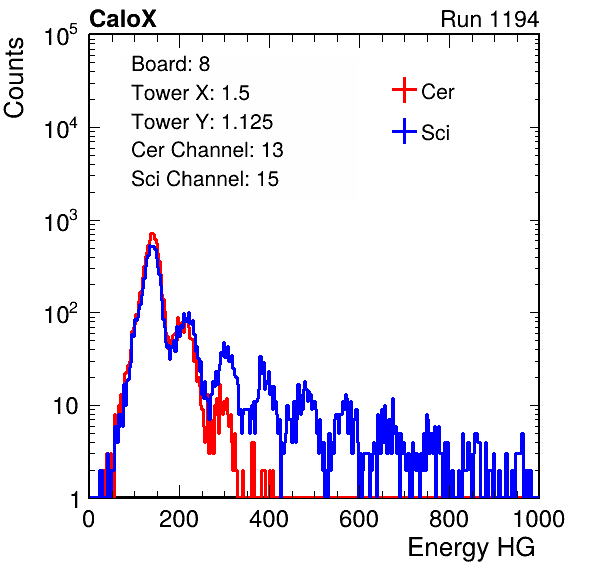 CaloX Run 1194
Counts
10^5
10^4
10^3
10^2
10
1
Board: 8
Tower X: 1.5
Tower Y: 1.125
Cer Channel: 13
Sci Channel: 15
Cer
Sci
0 200 400 600 800 1000
Energy HG